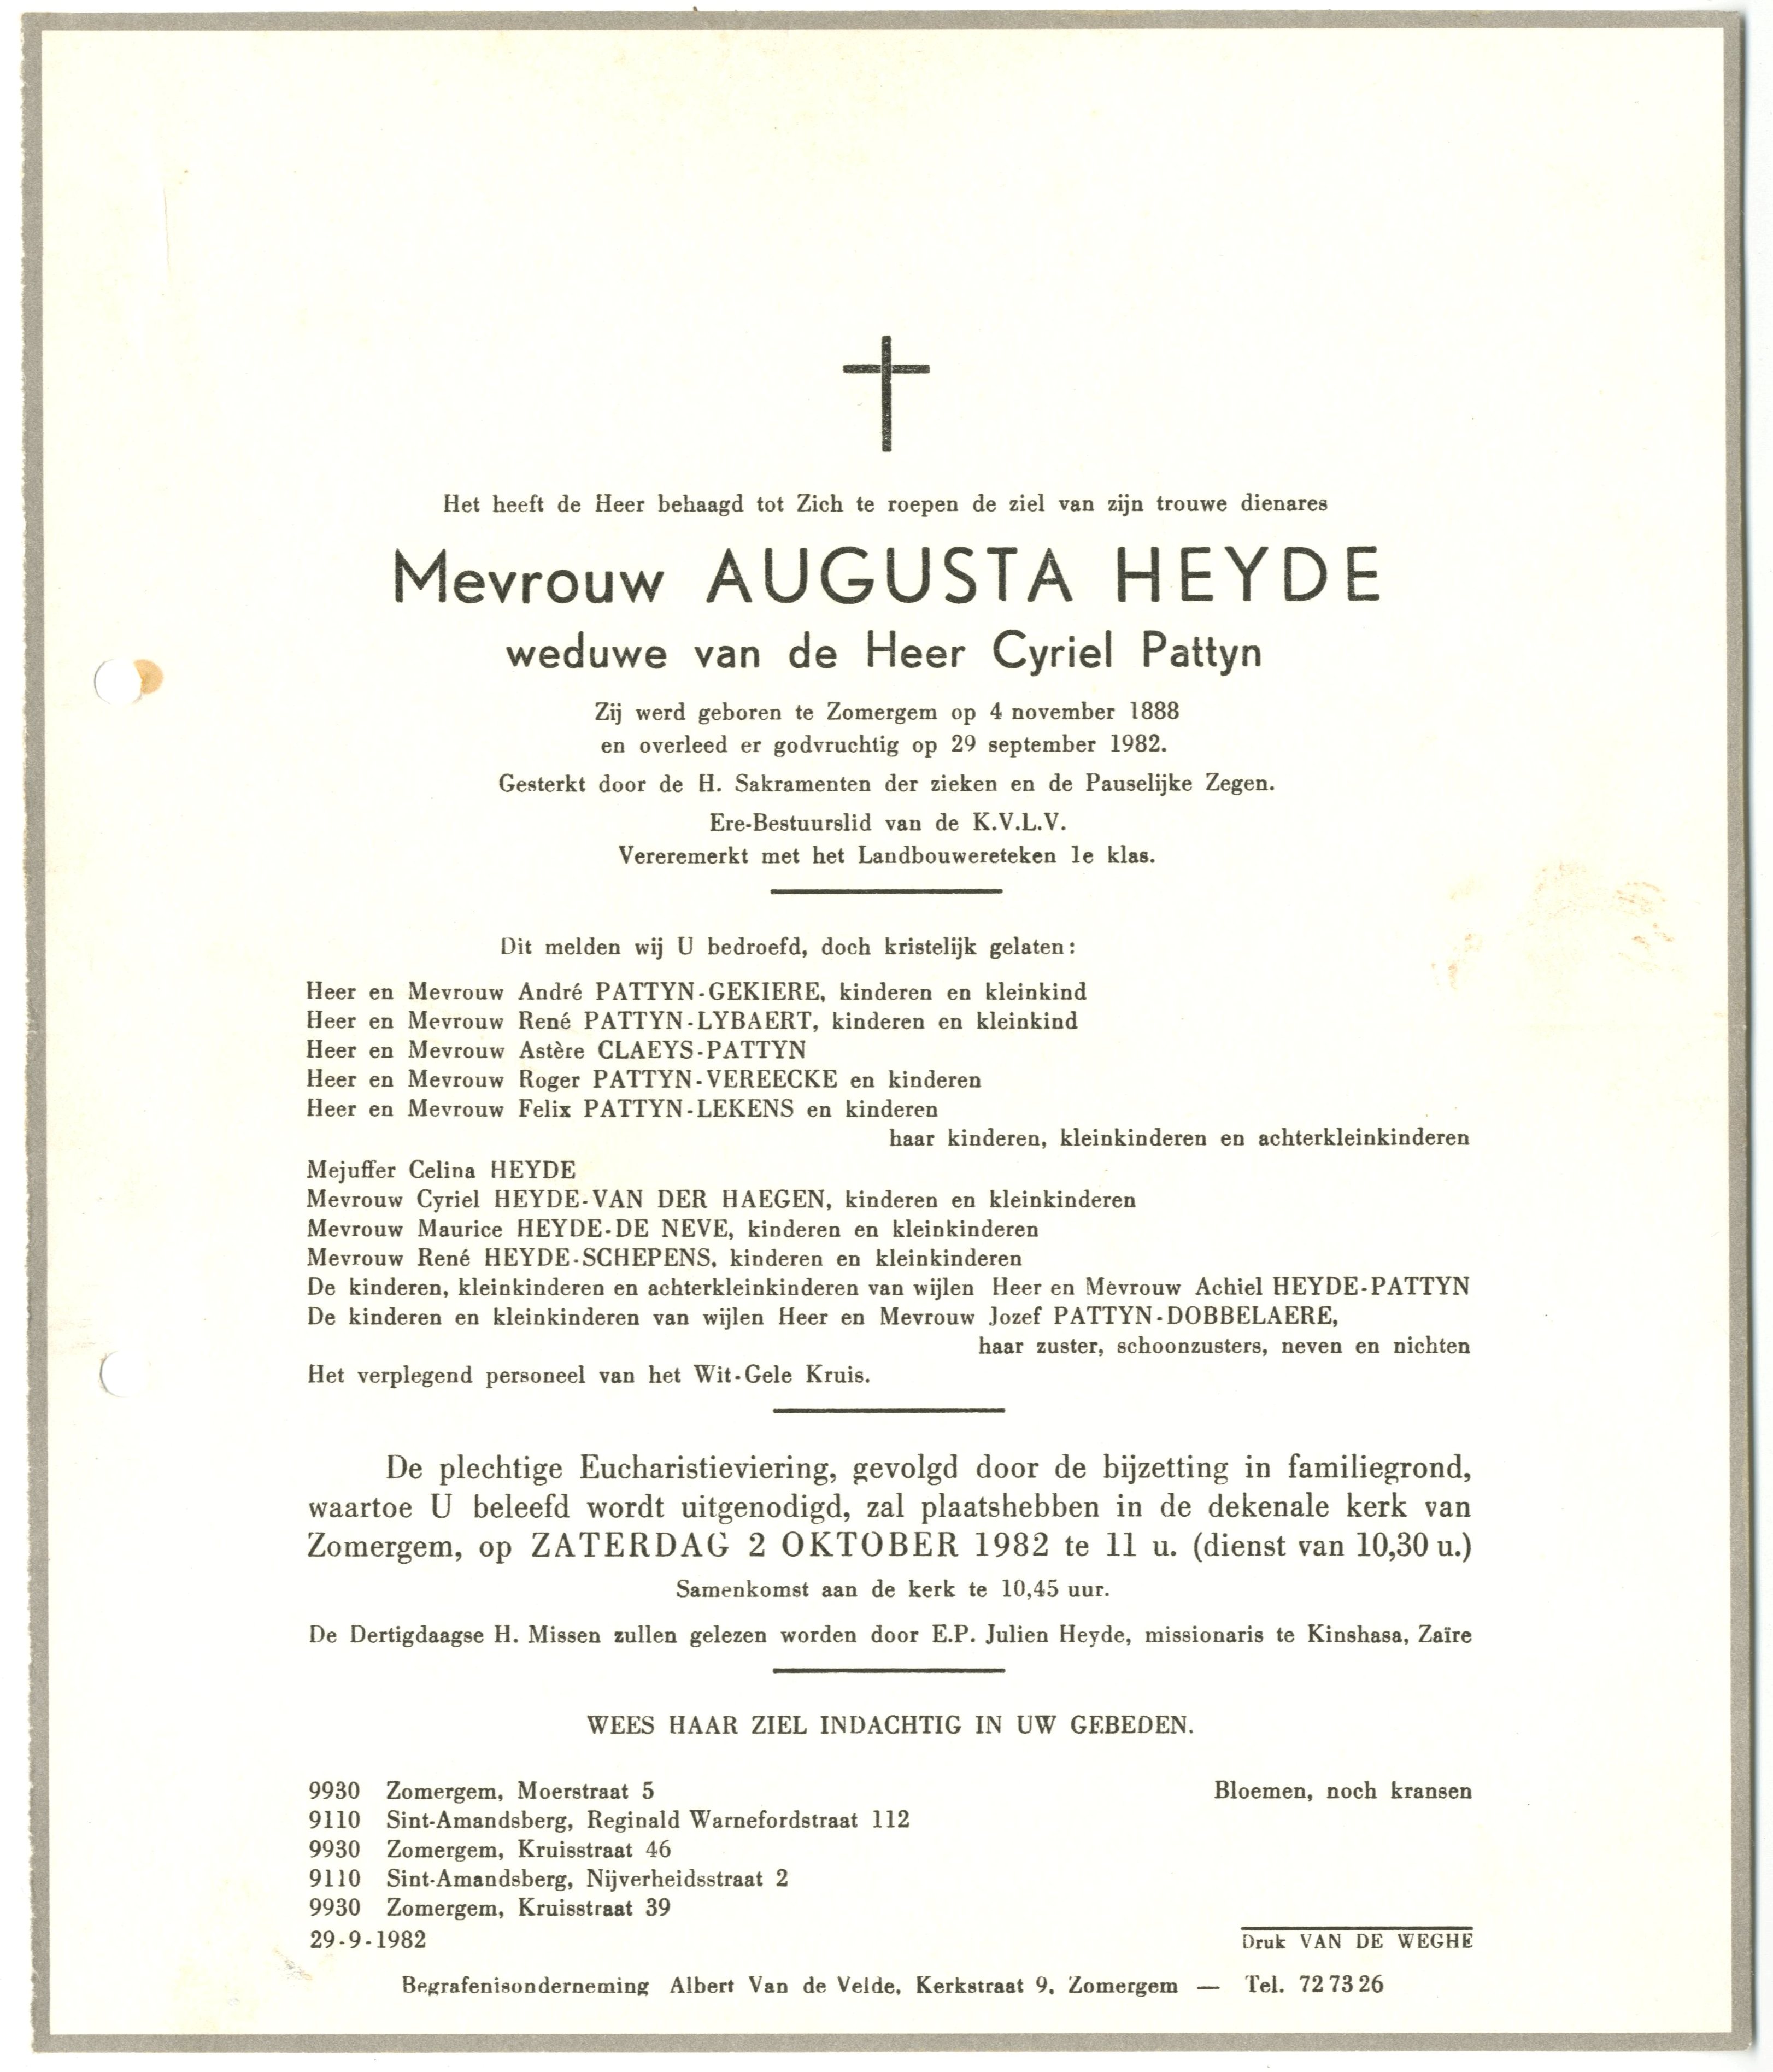 Het heeft de Heer behaagd tot Zich te roepen de ziel van zijn trouwe dienares
Mevrouw AUGUSTA HEYDE
weduwe van de Heer Cyriel Pattyn
Zij werd geboren te Zomergem op 4 november 1888
en overleed er godvruchtig op 29 september 1982.
Gesterkt door de H. Sakramenten der zieken en de Pauselijke Zegen.
Ere-Bestuurslid van de K.V.L.V.
Vereremerkt met het Landbouwereteken 1e klas.
Dit melden wij U bedroefd, doch kristelijk gelaten:
Heer en Mevrouw André PATTYN-GEKIERE, kinderen en kleinkind
Heer en Mevrouw René PATTYN-LYBAERT, kinderen en kleinkind
Heer en Mevrouw Astère CLAEYS-PATTYN
Heer en Mevrouw Roger PATTYN-VEREECKE en kinderen
Heer en Mevrouw Felix PATTYN-LEKENS en kinderen
haar kinderen, kleinkinderen en achterkleinkinderen
Mejuffer Celina HEYDE
Mevrouw Cyriel HEYDE-VAN DER HAEGEN, kinderen en kleinkinderen
Mevrouw Maurice HEYDE-DE NEVE, kinderen en kleinkinderen
Mevrouw René HEYDE-SCHEPENS, kinderen en kleinkinderen
De kinderen, kleinkinderen en achterkleinkinderen van wijlen Heer en Mevrouw Achiel HEYDE-PATTYN
De kinderen en kleinkinderen van wijlen Heer en Mevrouw Jozef PATTYN-DOBBELAERE,
haar zuster, schoonzusters, neven en nichten
Het verplegend personeel van het Wit-Gele Kruis.
De plechtige Eucharistieviering, gevolgd door de bijzetting in familiegrond,
waartoe U beleefd wordt uitgenodigd, zal plaatshebben in de dekenale kerk van
Zomergem, op ZATERDAG 2 OKTOBER 1982 te 11 u. (dienst van 10,30 u.)
Samenkomst aan de kerk te 10,45 uur.
De Dertigdaagse H. Missen zullen gelezen worden door E.P. Julien Heyde, missionaris te Kinshasa, Zaïre
WEES HAAR ZIEL INDACHTIG IN UW GEBEDEN.
9930 Zomergem, Moerstraat 5
Bloemen, noch kransen
9110 Sint-Amandsberg, Reginald Warnefordstraat 112
9930 Zomergem, Kruisstraat 46
9110 Sint-Amandsberg, Nijverheidsstraat 2
9930 Zomergem, Kruisstraat 39
29-9-1982
Druk VAN DE WEGHE
Begrafenisonderneming Albert Van de Velde, Kerkstraat 9, Zomergem — Tel. 72 73 26